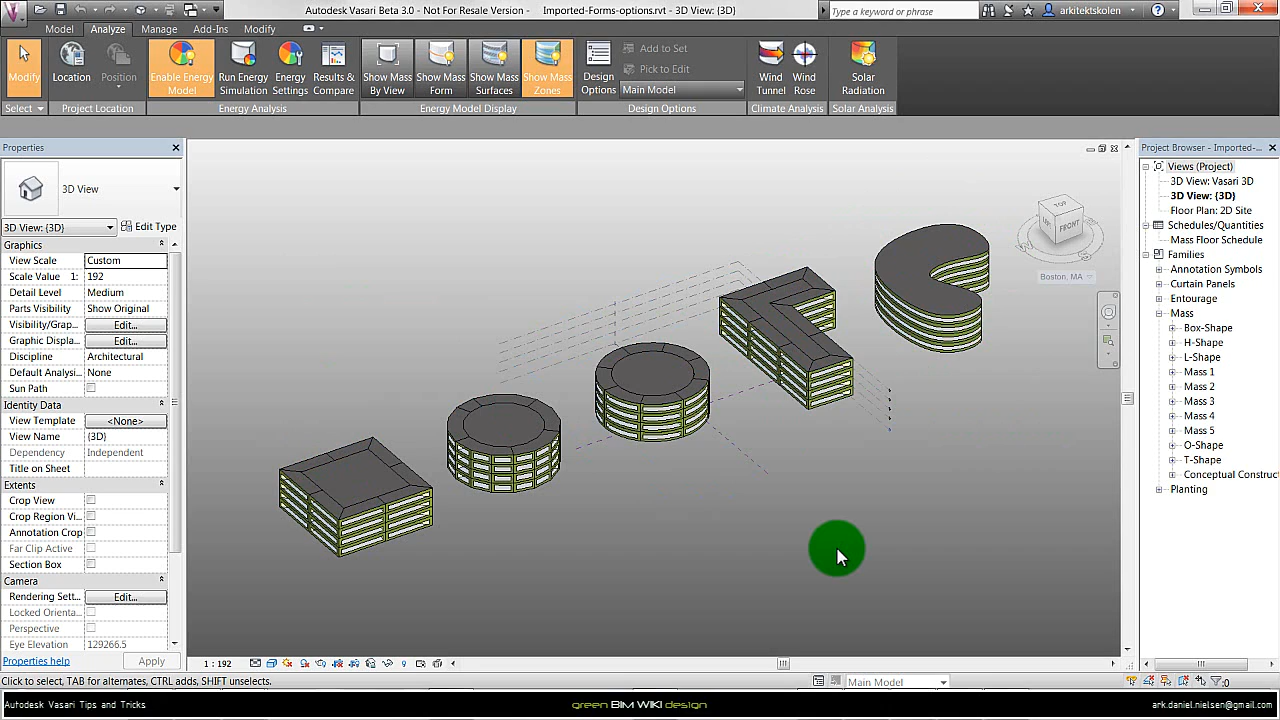 Autodesk Vasari Beta 3.0 - Not For Resale Version - Imported-Forms-options.rvt - 3D View: {3D}
Type a keyword or phrase
arkitektskolen
Home Analyze Manage Add-Ins Modify
Modify
Location
Position
Enable Energy Model
Run Energy Simulation
Energy Settings
Results & Compare
Show Mass By View
Show Mass Form
Show Mass Surfaces
Show Mass Zones
Design Options
Add to Set
Pick to Edit
Main Model
Wind Tunnel
Wind Rose
Solar Radiation
Select
Project Location
Energy Analysis
Energy Model Display
Design Options
Climate Analysis
Solar Analysis
Properties
3D View
3D View: {3D}
Edit Type
Graphics
View Scale Custom
Scale Value 1: 192
Detail Level Medium
Parts Visibility Show Original
Visibility/Grap... Edit...
Graphic Displa... Edit...
Discipline Architectural
Default Analysi... None
Sun Path
Identity Data
View Template <None>
View Name {3D}
Dependency Independent
Title on Sheet
Extents
Crop View
Crop Region Vi...
Annotation Crop
Far Clip Active
Section Box
Camera
Rendering Sett... Edit...
Locked Orienta...
Perspective
Eye Elevation 129266.5
Properties help
Apply
TOP
FRONT
Boston, MA
Project Browser - Imported-...
Views (Project)
3D View: Vasari 3D
3D View: {3D}
Floor Plan: 2D Site
Schedules/Quantities
Mass Floor Schedule
Families
Annotation Symbols
Curtain Panels
Entourage
Mass
Box-Shape
H-Shape
L-Shape
Mass 1
Mass 2
Mass 3
Mass 4
Mass 5
O-Shape
T-Shape
Conceptual Construc
Planting
1 : 192
Click to select, TAB for alternates, CTRL adds, SHIFT unselects.
Main Model
:0
Autodesk Vasari Tips and Tricks
green BIM WIKI design
ark.daniel.nielsen@gmail.com